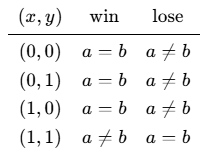 (x, y) win lose
(0, 0) a = b a ≠ b
(0, 1) a = b a ≠ b
(1, 0) a = b a ≠ b
(1, 1) a ≠ b a = b